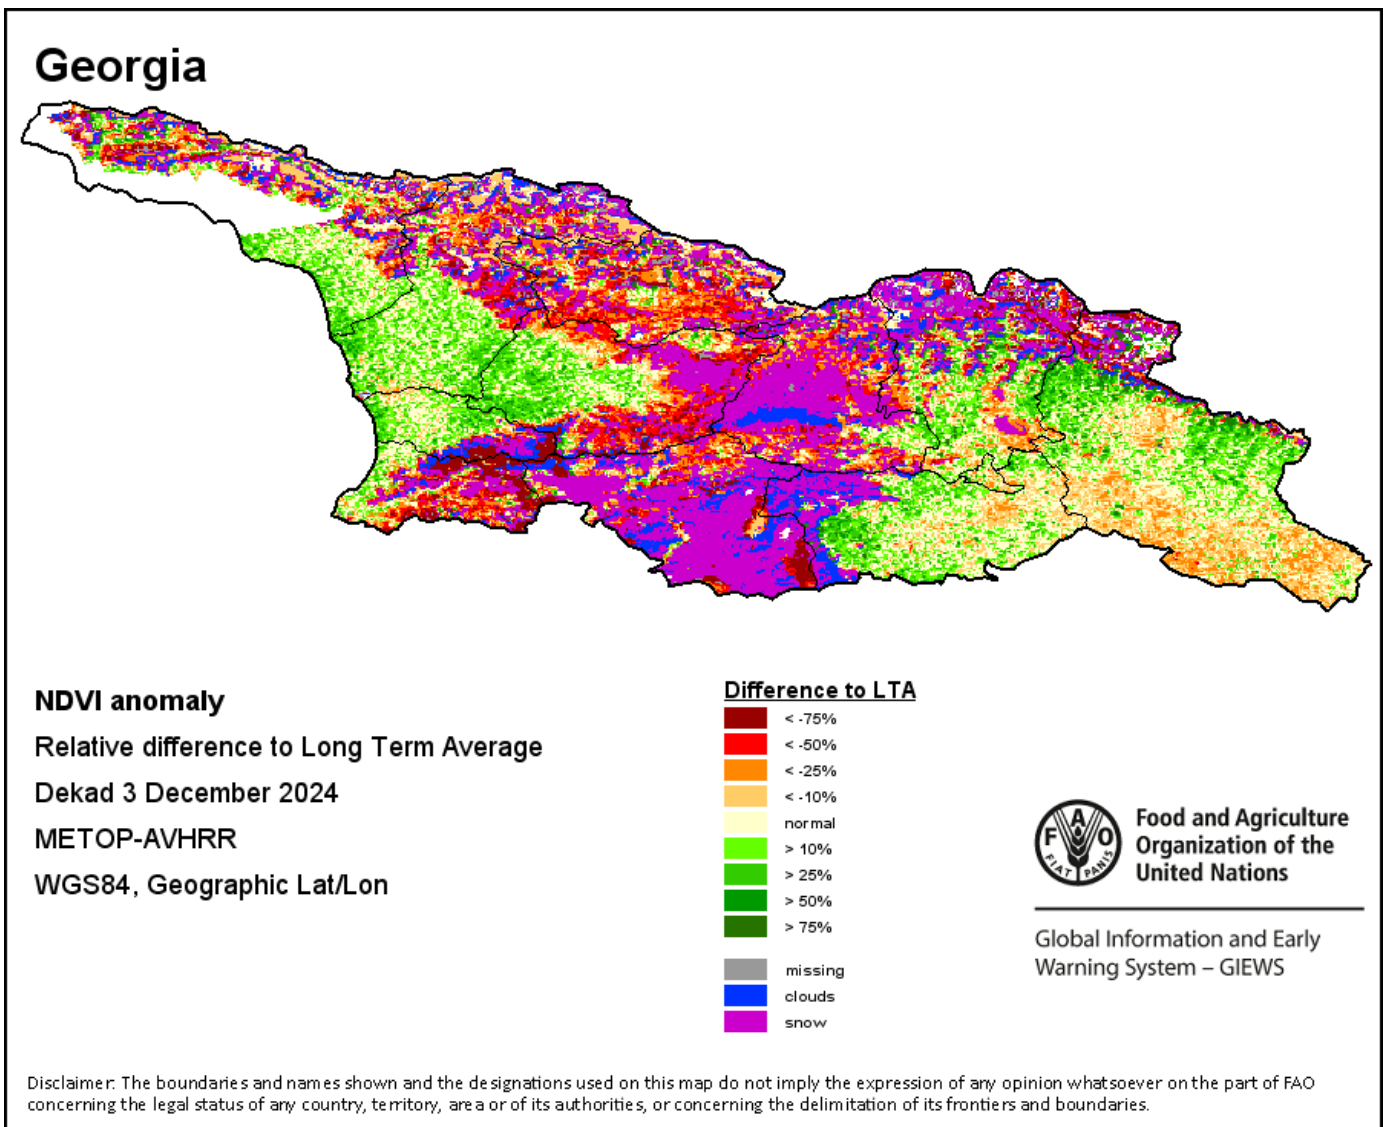 Georgia
NDVI anomaly
Relative difference to Long Term Average
Dekad 3 December 2024
METOP-AVHRR
WGS84, Geographic Lat/Lon
Difference to LTA
< -75%
< -50%
< -25%
< -10%
normal
> 10%
> 25%
> 50%
> 75%
missing
clouds
snow
F A O
FIAT PANIS
Food and Agriculture
Organization of the
United Nations
Global Information and Early
Warning System – GIEWS
Disclaimer: The boundaries and names shown and the designations used on this map do not imply the expression of any opinion whatsoever on the part of FAO
concerning the legal status of any country, territory, area or of its authorities, or concerning the delimitation of its frontiers and boundaries.